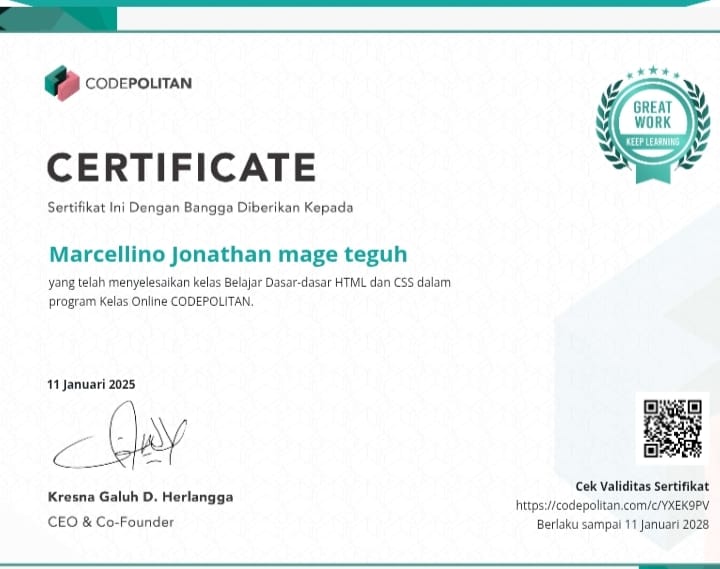 CODEPOLITAN
GREAT
WORK
KEEP LEARNING
CERTIFICATE
Sertifikat Ini Dengan Bangga Diberikan Kepada
Marcellino Jonathan mage teguh
yang telah menyelesaikan kelas Belajar Dasar-dasar HTML dan CSS dalam
program Kelas Online CODEPOLITAN.
11 Januari 2025
Kresna Galuh D. Herlangga
CEO & Co-Founder
Cek Validitas Sertifikat
https://codepolitan.com/c/YXEK9PV
Berlaku sampai 11 Januari 2028